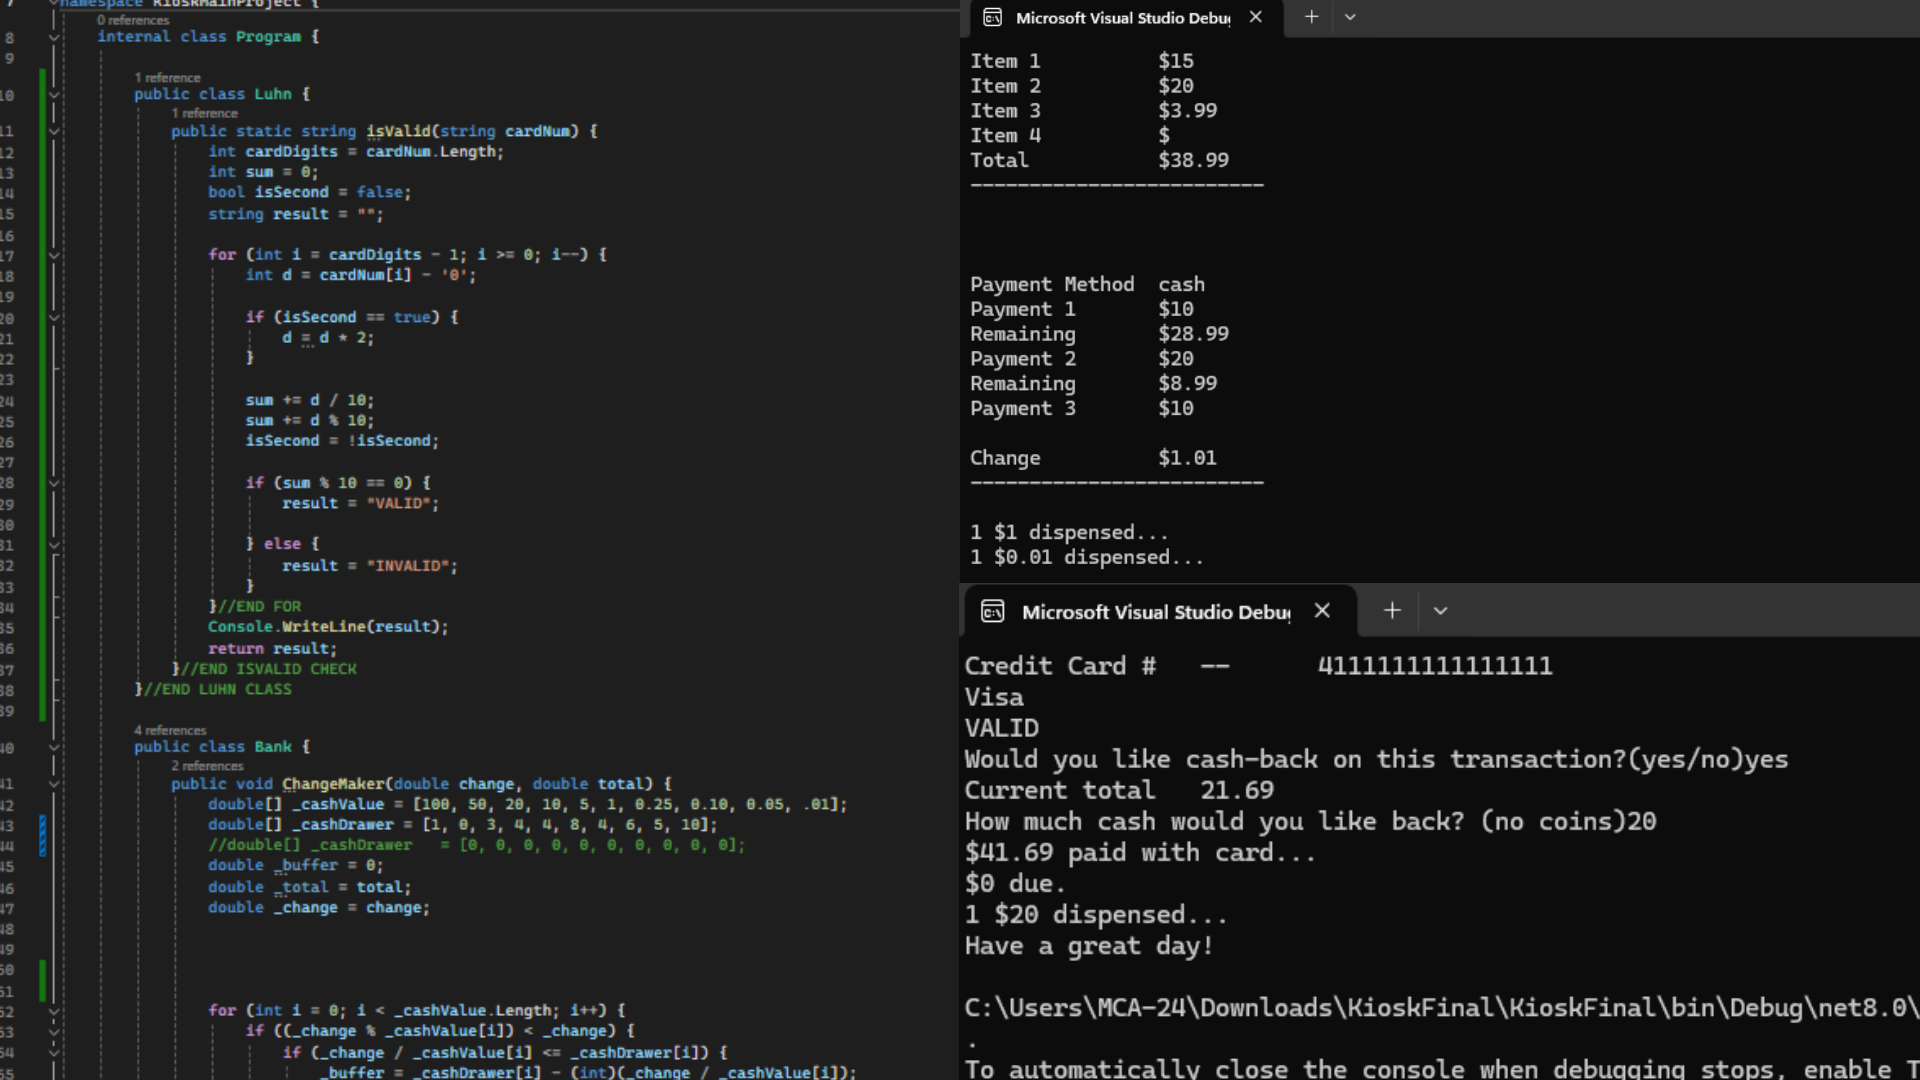 namespace KioskMainProject {
0 references
8 internal class Program {
9
1 reference
10 public class Luhn {
1 reference
11 public static string isValid(string cardNum) {
12 int cardDigits = cardNum.Length;
13 int sum = 0;
14 bool isSecond = false;
15 string result = "";
16
17 for (int i = cardDigits - 1; i >= 0; i--) {
18 int d = cardNum[i] - '0';
19
20 if (isSecond == true) {
21 d = d * 2;
22 }
23
24 sum += d / 10;
25 sum += d % 10;
26 isSecond = !isSecond;
27
28 if (sum % 10 == 0) {
29 result = "VALID";
30
31 } else {
32 result = "INVALID";
33 }
34 }//END FOR
35 Console.WriteLine(result);
36 return result;
37 }//END ISVALID CHECK
38 }//END LUHN CLASS
39
4 references
40 public class Bank {
2 references
41 public void ChangeMaker(double change, double total) {
42 double[] _cashValue = [100, 50, 20, 10, 5, 1, 0.25, 0.10, 0.05, .01];
43 double[] _cashDrawer = [1, 0, 3, 4, 4, 8, 4, 6, 5, 10];
44 //double[] _cashDrawer = [0, 0, 0, 0, 0, 0, 0, 0, 0, 0];
45 double _buffer = 0;
46 double _total = total;
47 double _change = change;
48
49
50
51
52 for (int i = 0; i < _cashValue.Length; i++) {
53 if ((_change % _cashValue[i]) < _change) {
54 if (_change / _cashValue[i] <= _cashDrawer[i]) {
55 _buffer = _cashDrawer[i] - (int)(_change / _cashValue[i]);
Microsoft Visual Studio Debu
Item 1 $15
Item 2 $20
Item 3 $3.99
Item 4 $
Total $38.99
-------------------------
Payment Method cash
Payment 1 $10
Remaining $28.99
Payment 2 $20
Remaining $8.99
Payment 3 $10
Change $1.01
-------------------------
1 $1 dispensed...
1 $0.01 dispensed...
Microsoft Visual Studio Debu
Credit Card # -- 4111111111111111
Visa
VALID
Would you like cash-back on this transaction?(yes/no)yes
Current total 21.69
How much cash would you like back? (no coins)20
$41.69 paid with card...
$0 due.
1 $20 dispensed...
Have a great day!
C:\Users\MCA-24\Downloads\KioskFinal\KioskFinal\bin\Debug\net8.0\
.
To automatically close the console when debugging stops, enable T